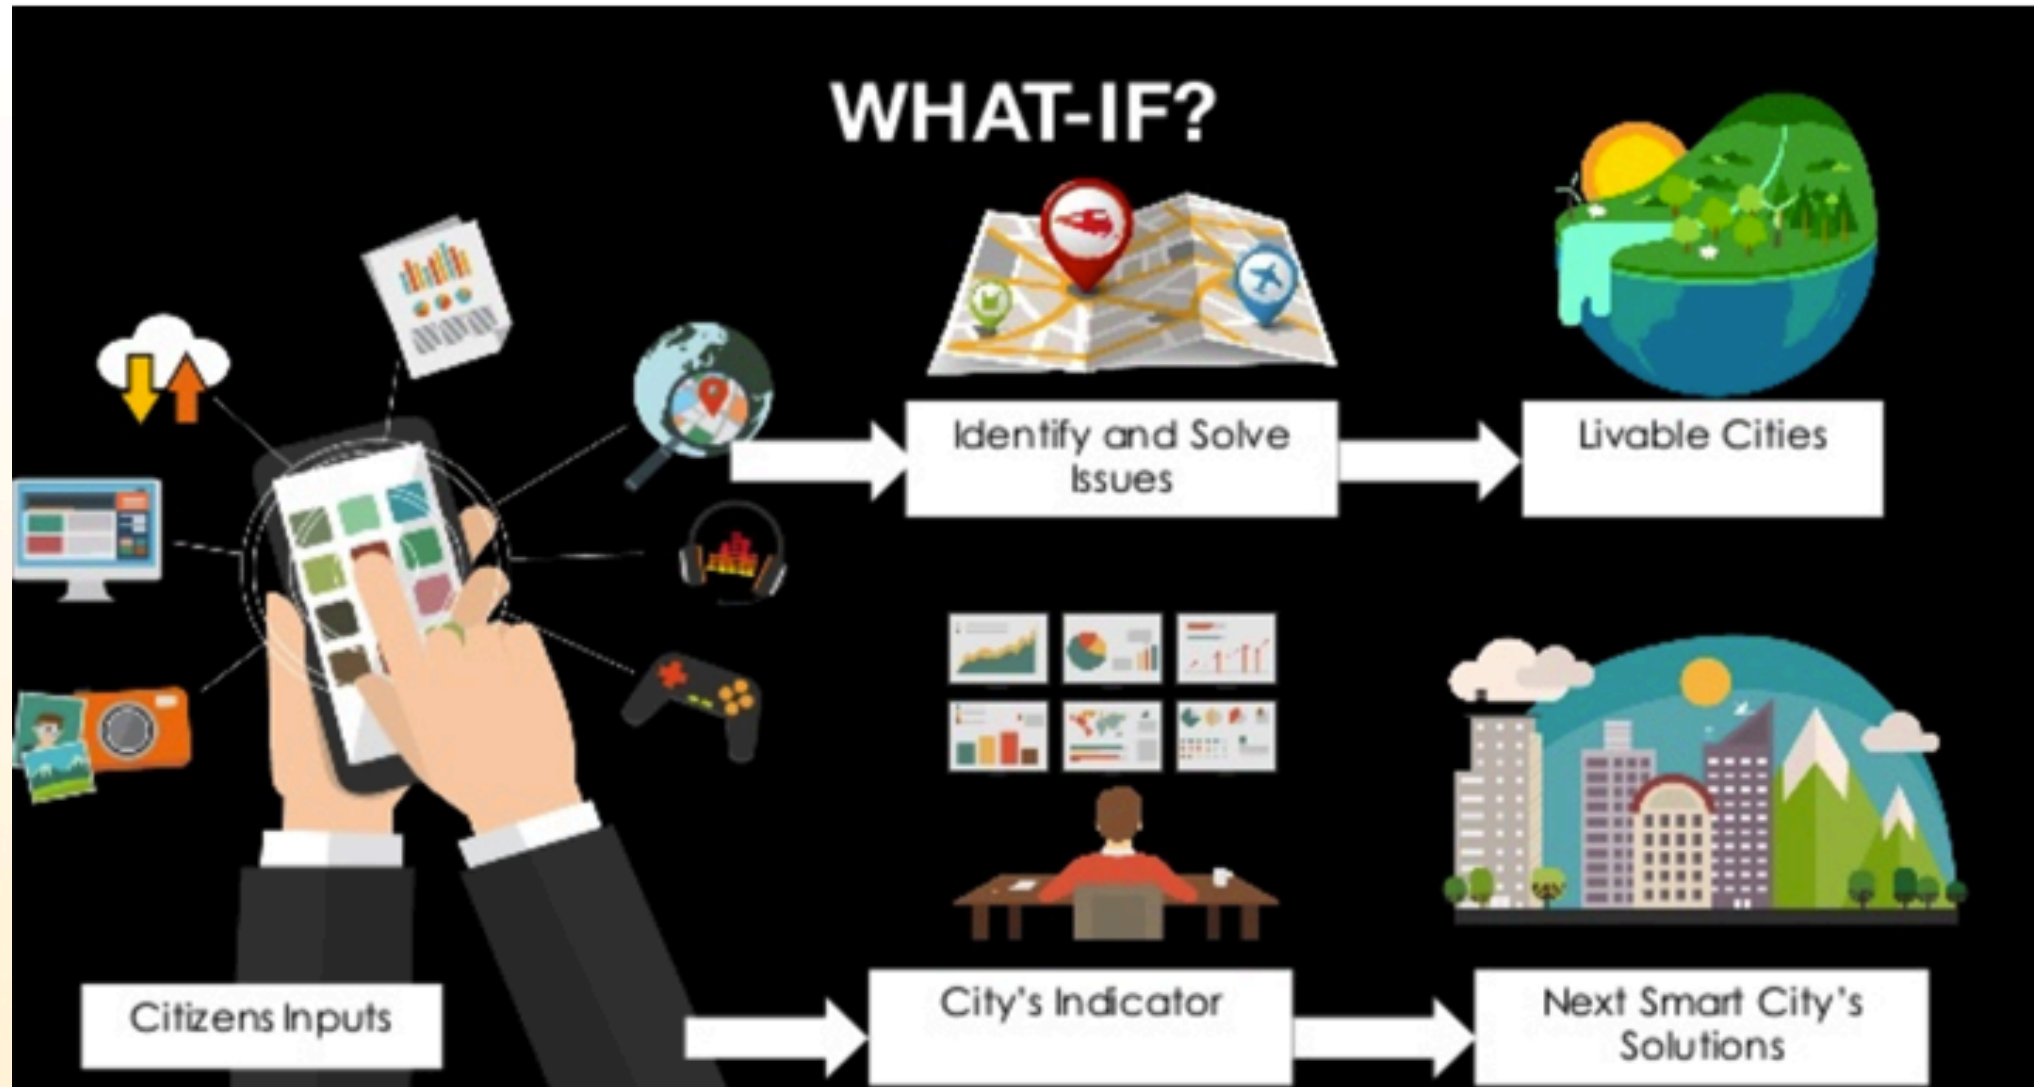 WHAT-IF?
Identify and Solve
Issues
Livable Cities
Citizens Inputs
City's Indicator
Next Smart City's
Solutions